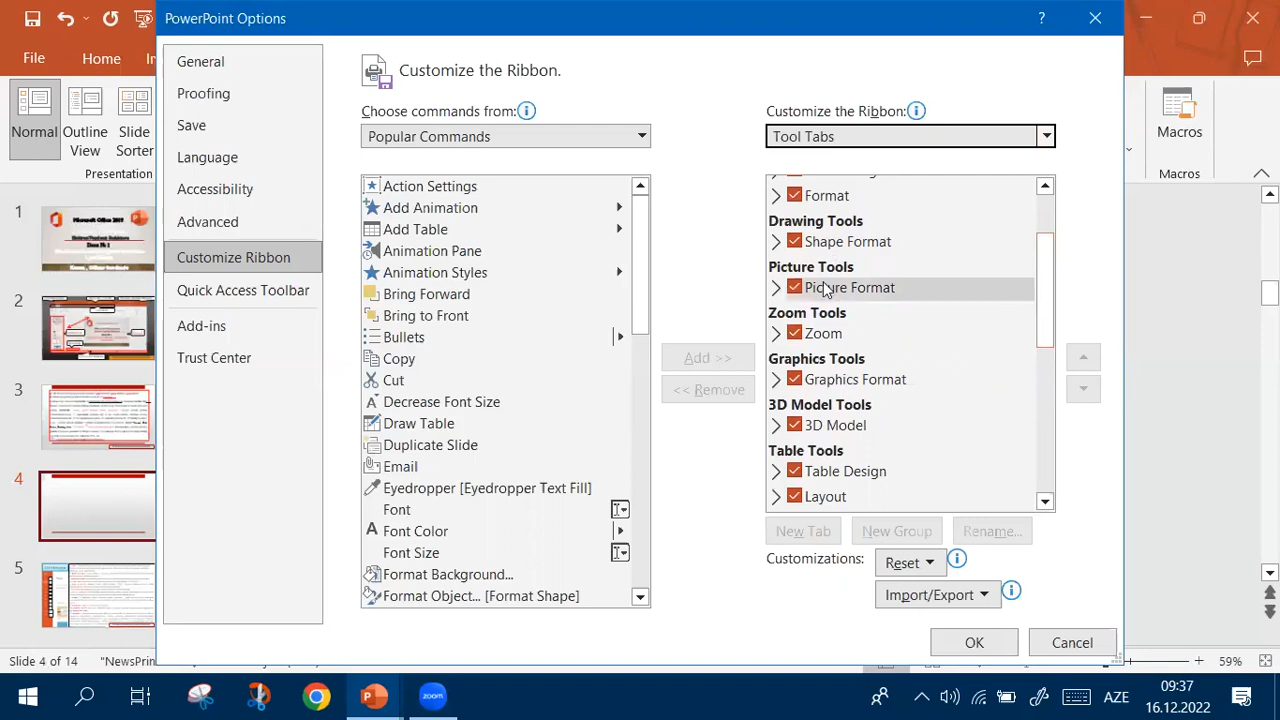 PowerPoint Options
?
File
Home
Normal
Outline View
Slide Sorter
Presentation
Macros
Macros
General
Proofing
Save
Language
Accessibility
Advanced
Customize Ribbon
Quick Access Toolbar
Add-ins
Trust Center
Customize the Ribbon.
Choose commands from:
Popular Commands
Action Settings
Add Animation
Add Table
Animation Pane
Animation Styles
Bring Forward
Bring to Front
Bullets
Copy
Cut
Decrease Font Size
Draw Table
Duplicate Slide
Email
Eyedropper [Eyedropper Text Fill]
Font
Font Color
Font Size
Format Background...
Format Object... [Format Shape]
Add >>
<< Remove
Customize the Ribbon:
Tool Tabs
Format
Drawing Tools
Shape Format
Picture Tools
Picture Format
Zoom Tools
Zoom
Graphics Tools
Graphics Format
3D Model Tools
3D Model
Table Tools
Table Design
Layout
New Tab
New Group
Rename...
Customizations:
Reset
Import/Export
OK
Cancel
1
Microsoft Office 2019
2
3
4
5
Slide 4 of 14
59%
zoom
AZE
09:37
16.12.2022